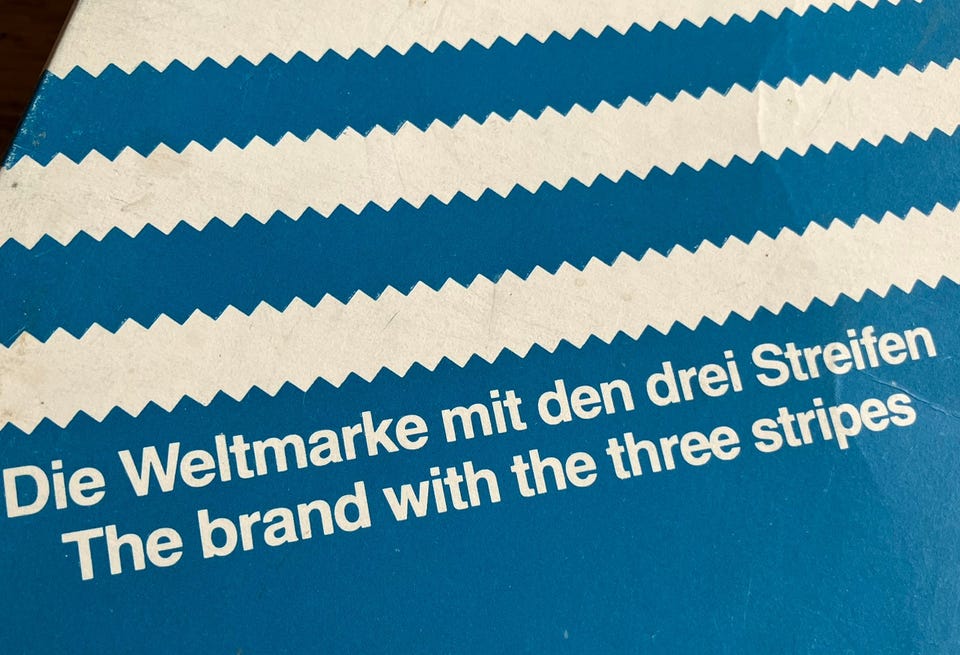 Die Weltmarke mit den drei Streifen
The brand with the three stripes